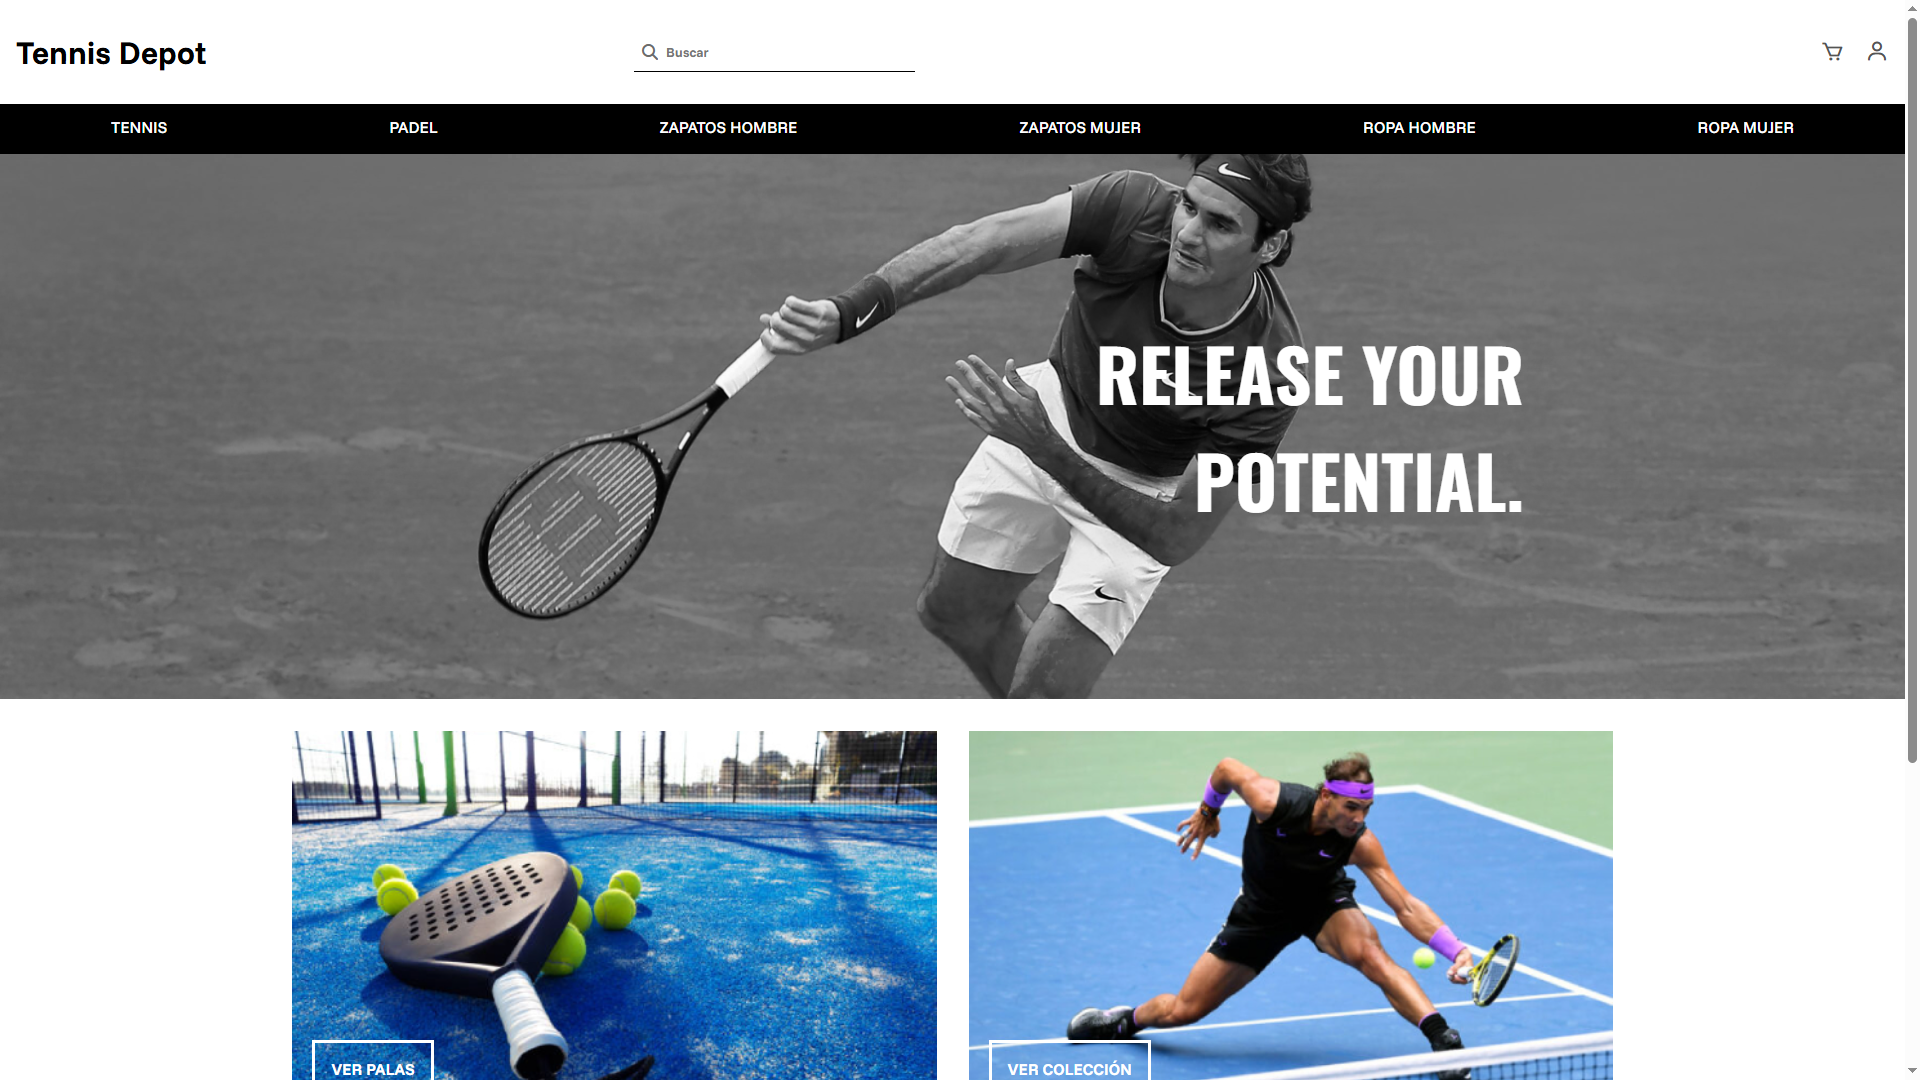 Tennis Depot
Buscar
TENNIS
PADEL
ZAPATOS HOMBRE
ZAPATOS MUJER
ROPA HOMBRE
ROPA MUJER
RELEASE YOUR
POTENTIAL.
VER PALAS
VER COLECCIÓN